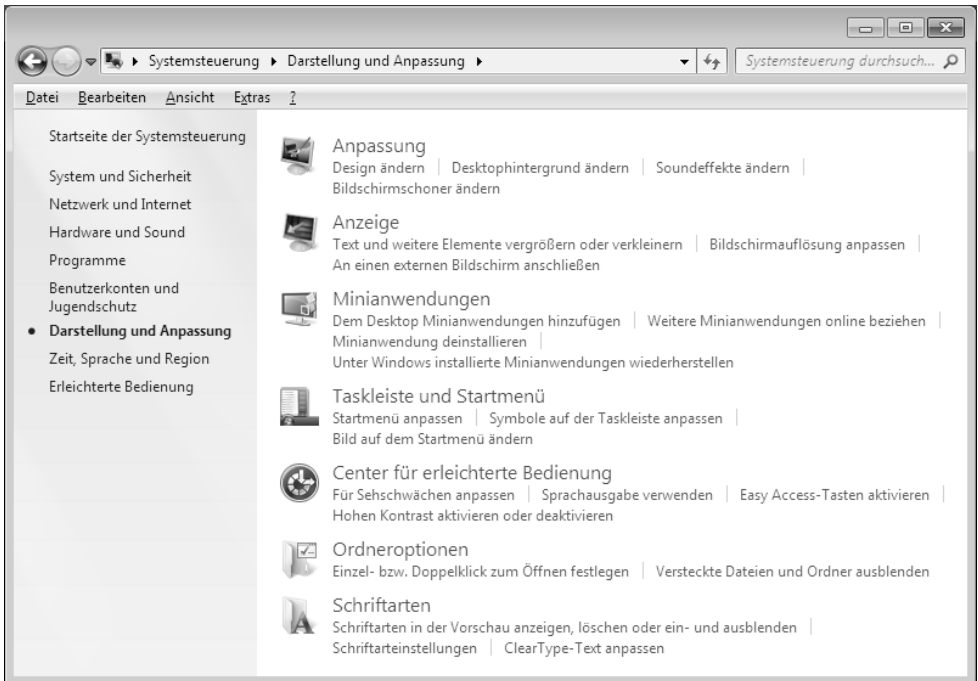 Systemsteuerung Darstellung und Anpassung Systemsteuerung durchsuch...
Datei Bearbeiten Ansicht Extras ?
Startseite der Systemsteuerung
System und Sicherheit
Netzwerk und Internet
Hardware und Sound
Programme
Benutzerkonten und
Jugendschutz
Darstellung und Anpassung
Zeit, Sprache und Region
Erleichterte Bedienung
Anpassung
Design ändern Desktophintergrund ändern Soundeffekte ändern
Bildschirmschoner ändern
Anzeige
Text und weitere Elemente vergrößern oder verkleinern Bildschirmauflösung anpassen
An einen externen Bildschirm anschließen
Minianwendungen
Dem Desktop Minianwendungen hinzufügen Weitere Minianwendungen online beziehen
Minianwendung deinstallieren
Unter Windows installierte Minianwendungen wiederherstellen
Taskleiste und Startmenü
Startmenü anpassen Symbole auf der Taskleiste anpassen
Bild auf dem Startmenü ändern
Center für erleichterte Bedienung
Für Sehschwächen anpassen Sprachausgabe verwenden Easy Access-Tasten aktivieren
Hohen Kontrast aktivieren oder deaktivieren
Ordneroptionen
Einzel- bzw. Doppelklick zum Öffnen festlegen Versteckte Dateien und Ordner ausblenden
Schriftarten
Schriftarten in der Vorschau anzeigen, löschen oder ein- und ausblenden
Schriftarteinstellungen ClearType-Text anpassen